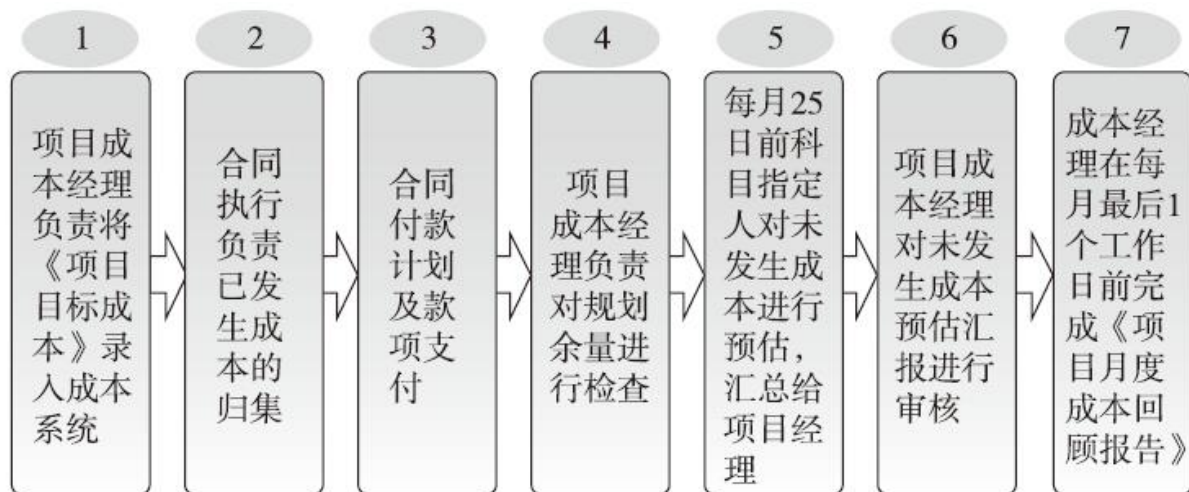 1
项目成
本经理
负责将
《项目
目标成
本》录
入成本
系统
2
合同
执行
负责
已发
生成
本的
归集
3
合同
付款
计划
及款
项支
付
4
项目
成本经
理负责
对规划
余量进
行检查
5
每月25
日前科
目指定
人对未
发生成
本进行
预估，
汇总给
项目经
理
6
项目成
本经理
对未发
生成本
预估汇
报进行
审核
7
成本经
理在每
月最后1
个工作
日前完
成《项
目月度
成本回
顾报告》